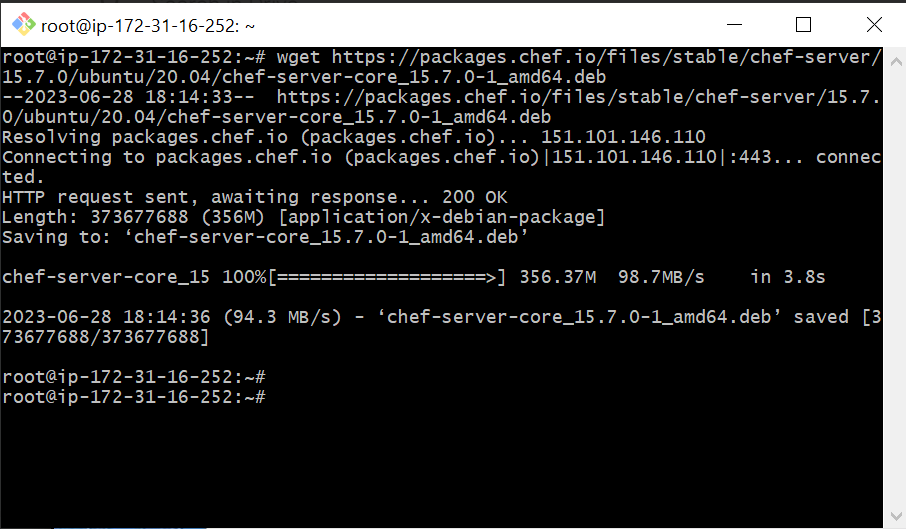 root@ip-172-31-16-252: ~
root@ip-172-31-16-252:~# wget https://packages.chef.io/files/stable/chef-server/
15.7.0/ubuntu/20.04/chef-server-core_15.7.0-1_amd64.deb
--2023-06-28 18:14:33--  https://packages.chef.io/files/stable/chef-server/15.7.
0/ubuntu/20.04/chef-server-core_15.7.0-1_amd64.deb
Resolving packages.chef.io (packages.chef.io)... 151.101.146.110
Connecting to packages.chef.io (packages.chef.io)|151.101.146.110|:443... connec
ted.
HTTP request sent, awaiting response... 200 OK
Length: 373677688 (356M) [application/x-debian-package]
Saving to: ‘chef-server-core_15.7.0-1_amd64.deb’
chef-server-core_15 100%[===================>] 356.37M  98.7MB/s    in 3.8s
2023-06-28 18:14:36 (94.3 MB/s) - ‘chef-server-core_15.7.0-1_amd64.deb’ saved [3
73677688/373677688]
root@ip-172-31-16-252:~#
root@ip-172-31-16-252:~#